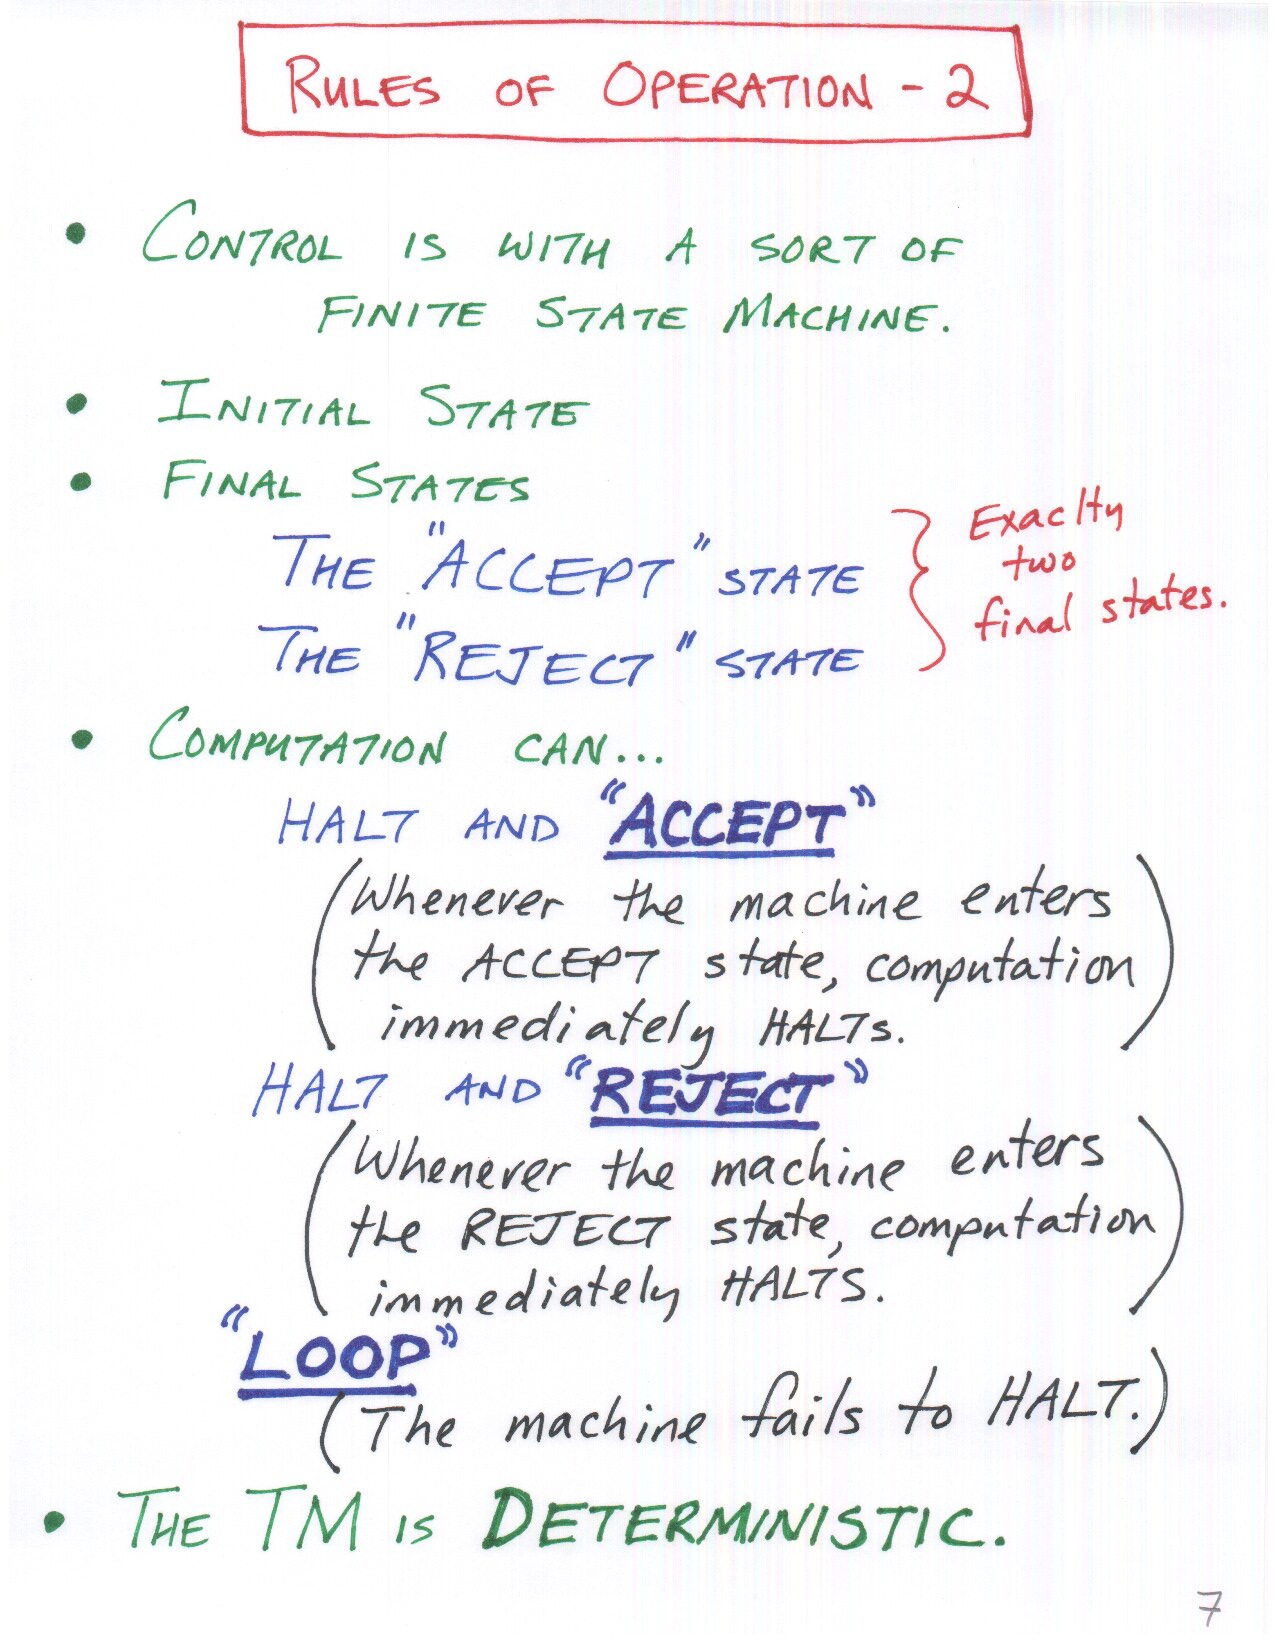 RULES OF OPERATION - 2
• CONTROL IS WITH A SORT OF
FINITE STATE MACHINE.
• INITIAL STATE
• FINAL STATES
THE "ACCEPT" STATE
THE "REJECT" STATE
Exaclty
two
final states.
• COMPUTATION CAN...
HALT AND "ACCEPT"
(Whenever the machine enters
the ACCEPT state, computation
immediately HALTs.)
HALT AND "REJECT"
(Whenever the machine enters
the REJECT state, computation
immediately HALTS.)
"LOOP"
(The machine fails to HALT.)
• THE TM IS DETERMINISTIC.
7